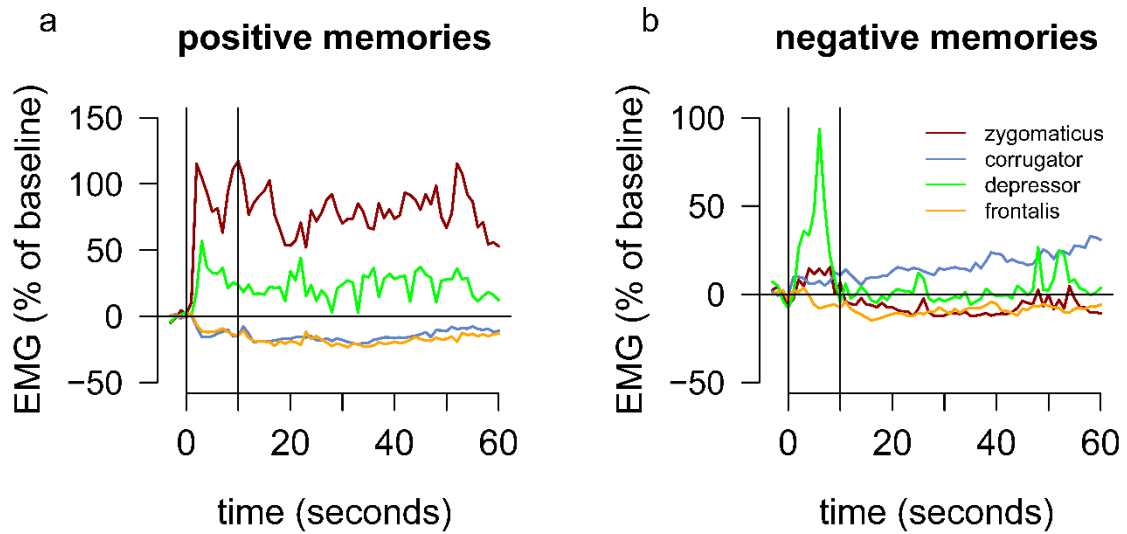 a
positive memories
EMG (% of baseline)
150
100
50
0
−50
0
20
40
60
time (seconds)
b
negative memories
EMG (% of baseline)
100
50
0
−50
zygomaticus
corrugator
depressor
frontalis
0
20
40
60
time (seconds)